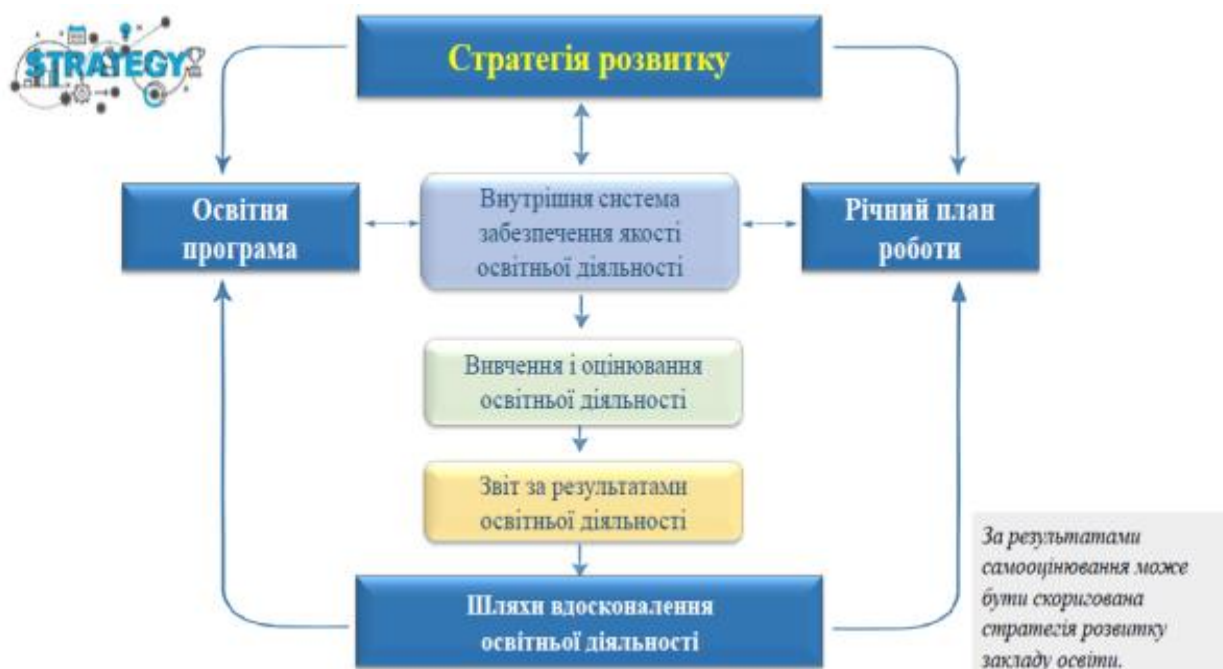 STRATEGY
Стратегія розвитку
Освітня
програма
Внутрішня система
забезпечення якості
освітньої діяльності
Річний план
роботи
Вивчення і оцінювання
освітньої діяльності
Звіт за результатами
освітньої діяльності
Шляхи вдосконалення
освітньої діяльності
За результатами
самооцінювання може
бути скоригована
стратегія розвитку
закладу освіти.